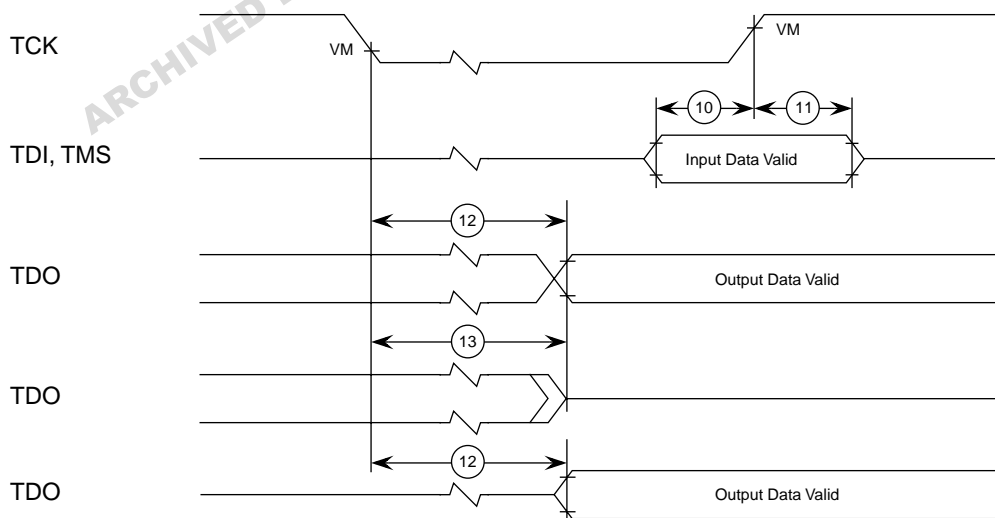 ARCHIVED
TCK
VM
VM
10
11
TDI, TMS
Input Data Valid
12
TDO
Output Data Valid
13
TDO
12
TDO
Output Data Valid